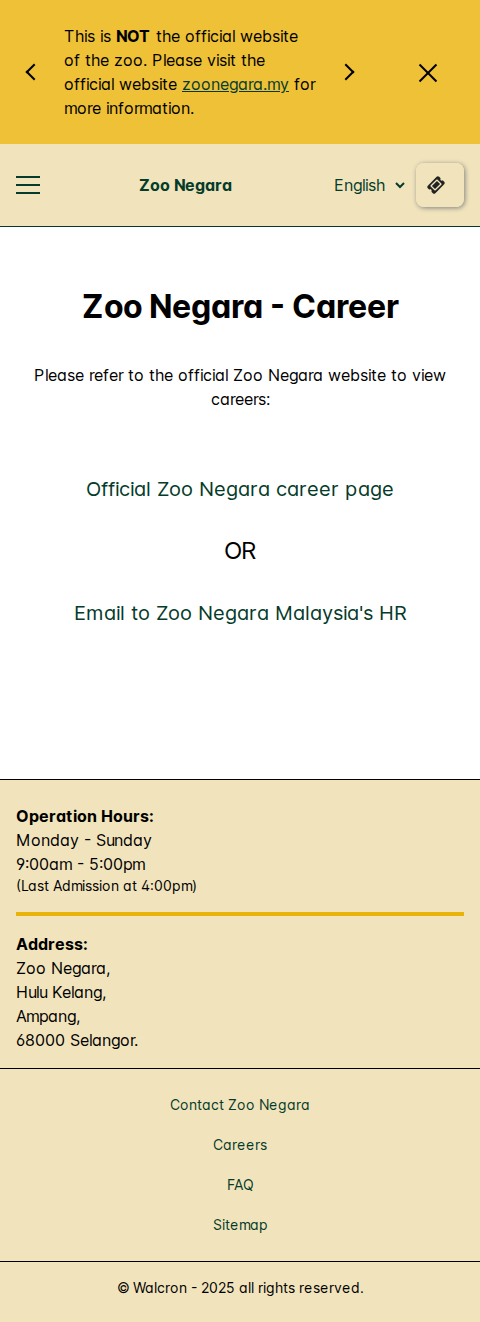 This is NOT the official website
of the zoo. Please visit the
official website zoonegara.my for
more information.
Zoo Negara
English
Zoo Negara - Career
Please refer to the official Zoo Negara website to view
careers:
Official Zoo Negara career page
OR
Email to Zoo Negara Malaysia's HR
Operation Hours:
Monday - Sunday
9:00am - 5:00pm
(Last Admission at 4:00pm)
Address:
Zoo Negara,
Hulu Kelang,
Ampang,
68000 Selangor.
Contact Zoo Negara
Careers
FAQ
Sitemap
© Walcron - 2025 all rights reserved.